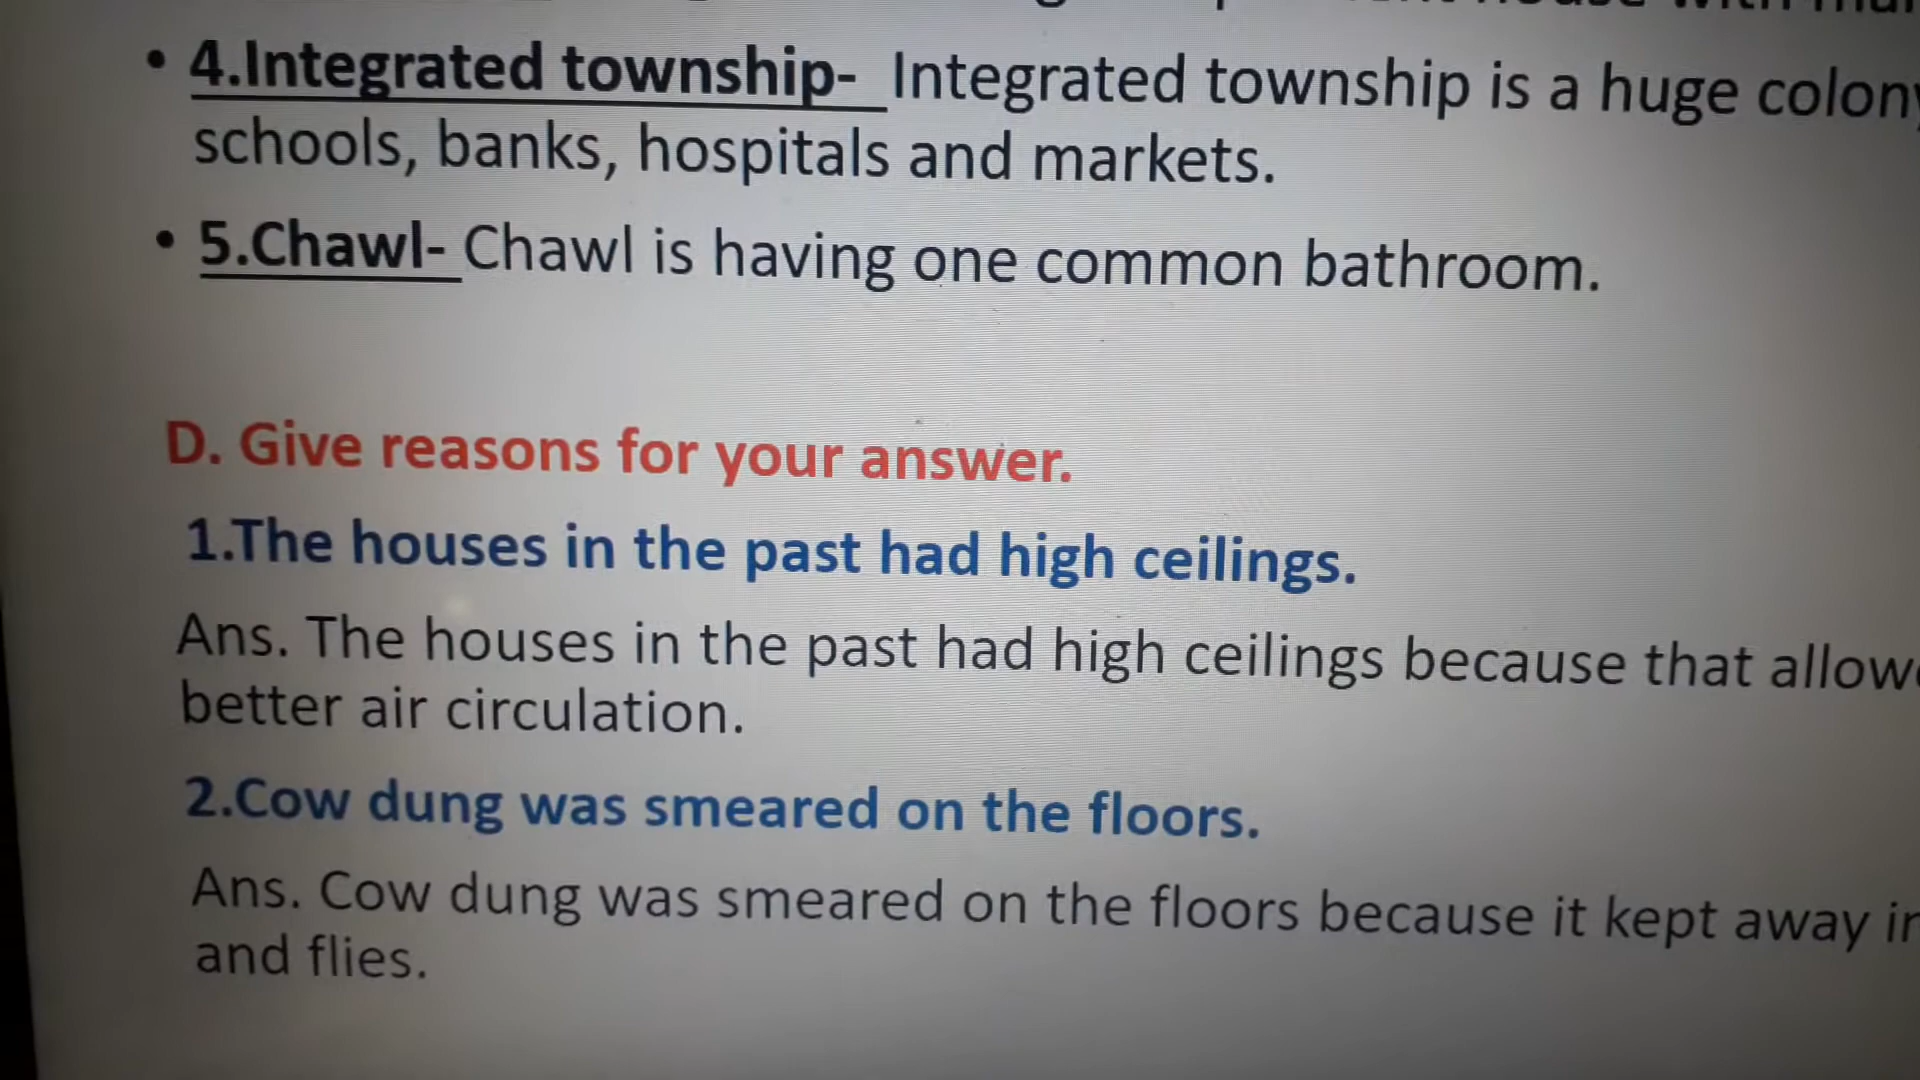 • 4.Integrated township- Integrated township is a huge colony
schools, banks, hospitals and markets.
• 5.Chawl- Chawl is having one common bathroom.
D. Give reasons for your answer.
1.The houses in the past had high ceilings.
Ans. The houses in the past had high ceilings because that
better air circulation.
2.Cow dung was smeared on the floors.
Ans. Cow dung was smeared on the floors because it kept away
and flies.